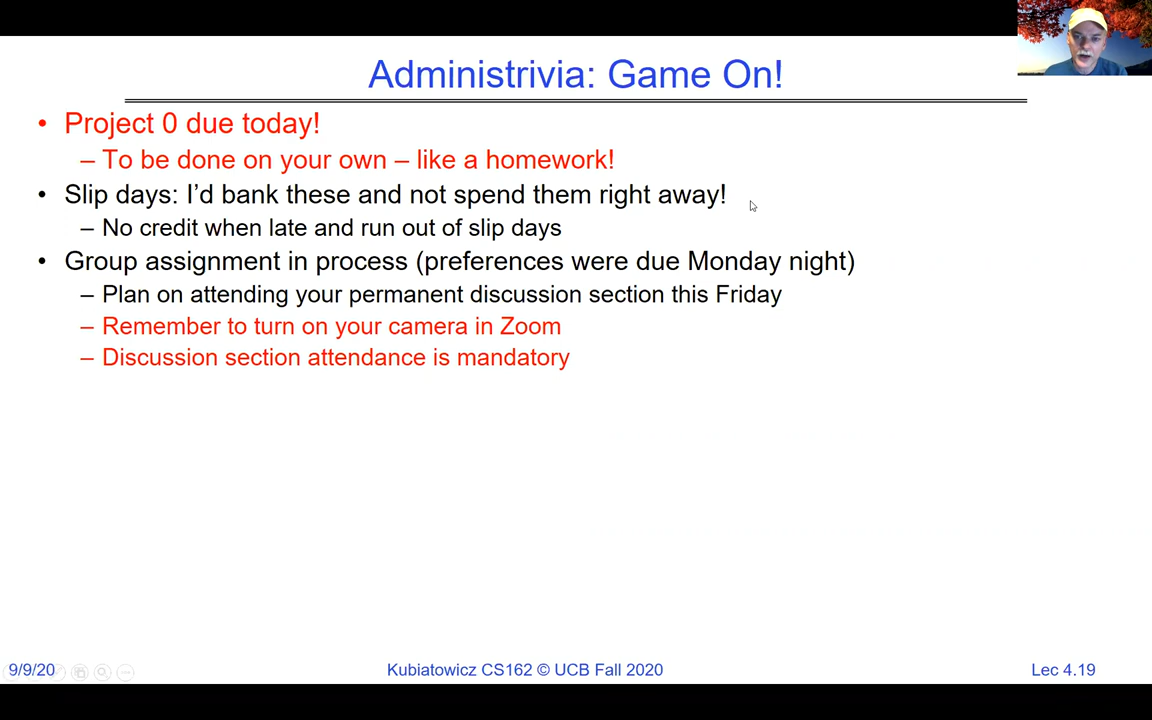 Administrivia: Game On!
• Project 0 due today!
– To be done on your own – like a homework!
• Slip days: I'd bank these and not spend them right away!
– No credit when late and run out of slip days
• Group assignment in process (preferences were due Monday night)
– Plan on attending your permanent discussion section this Friday
– Remember to turn on your camera in Zoom
– Discussion section attendance is mandatory
9/9/20
Kubiatowicz CS162 © UCB Fall 2020
Lec 4.19